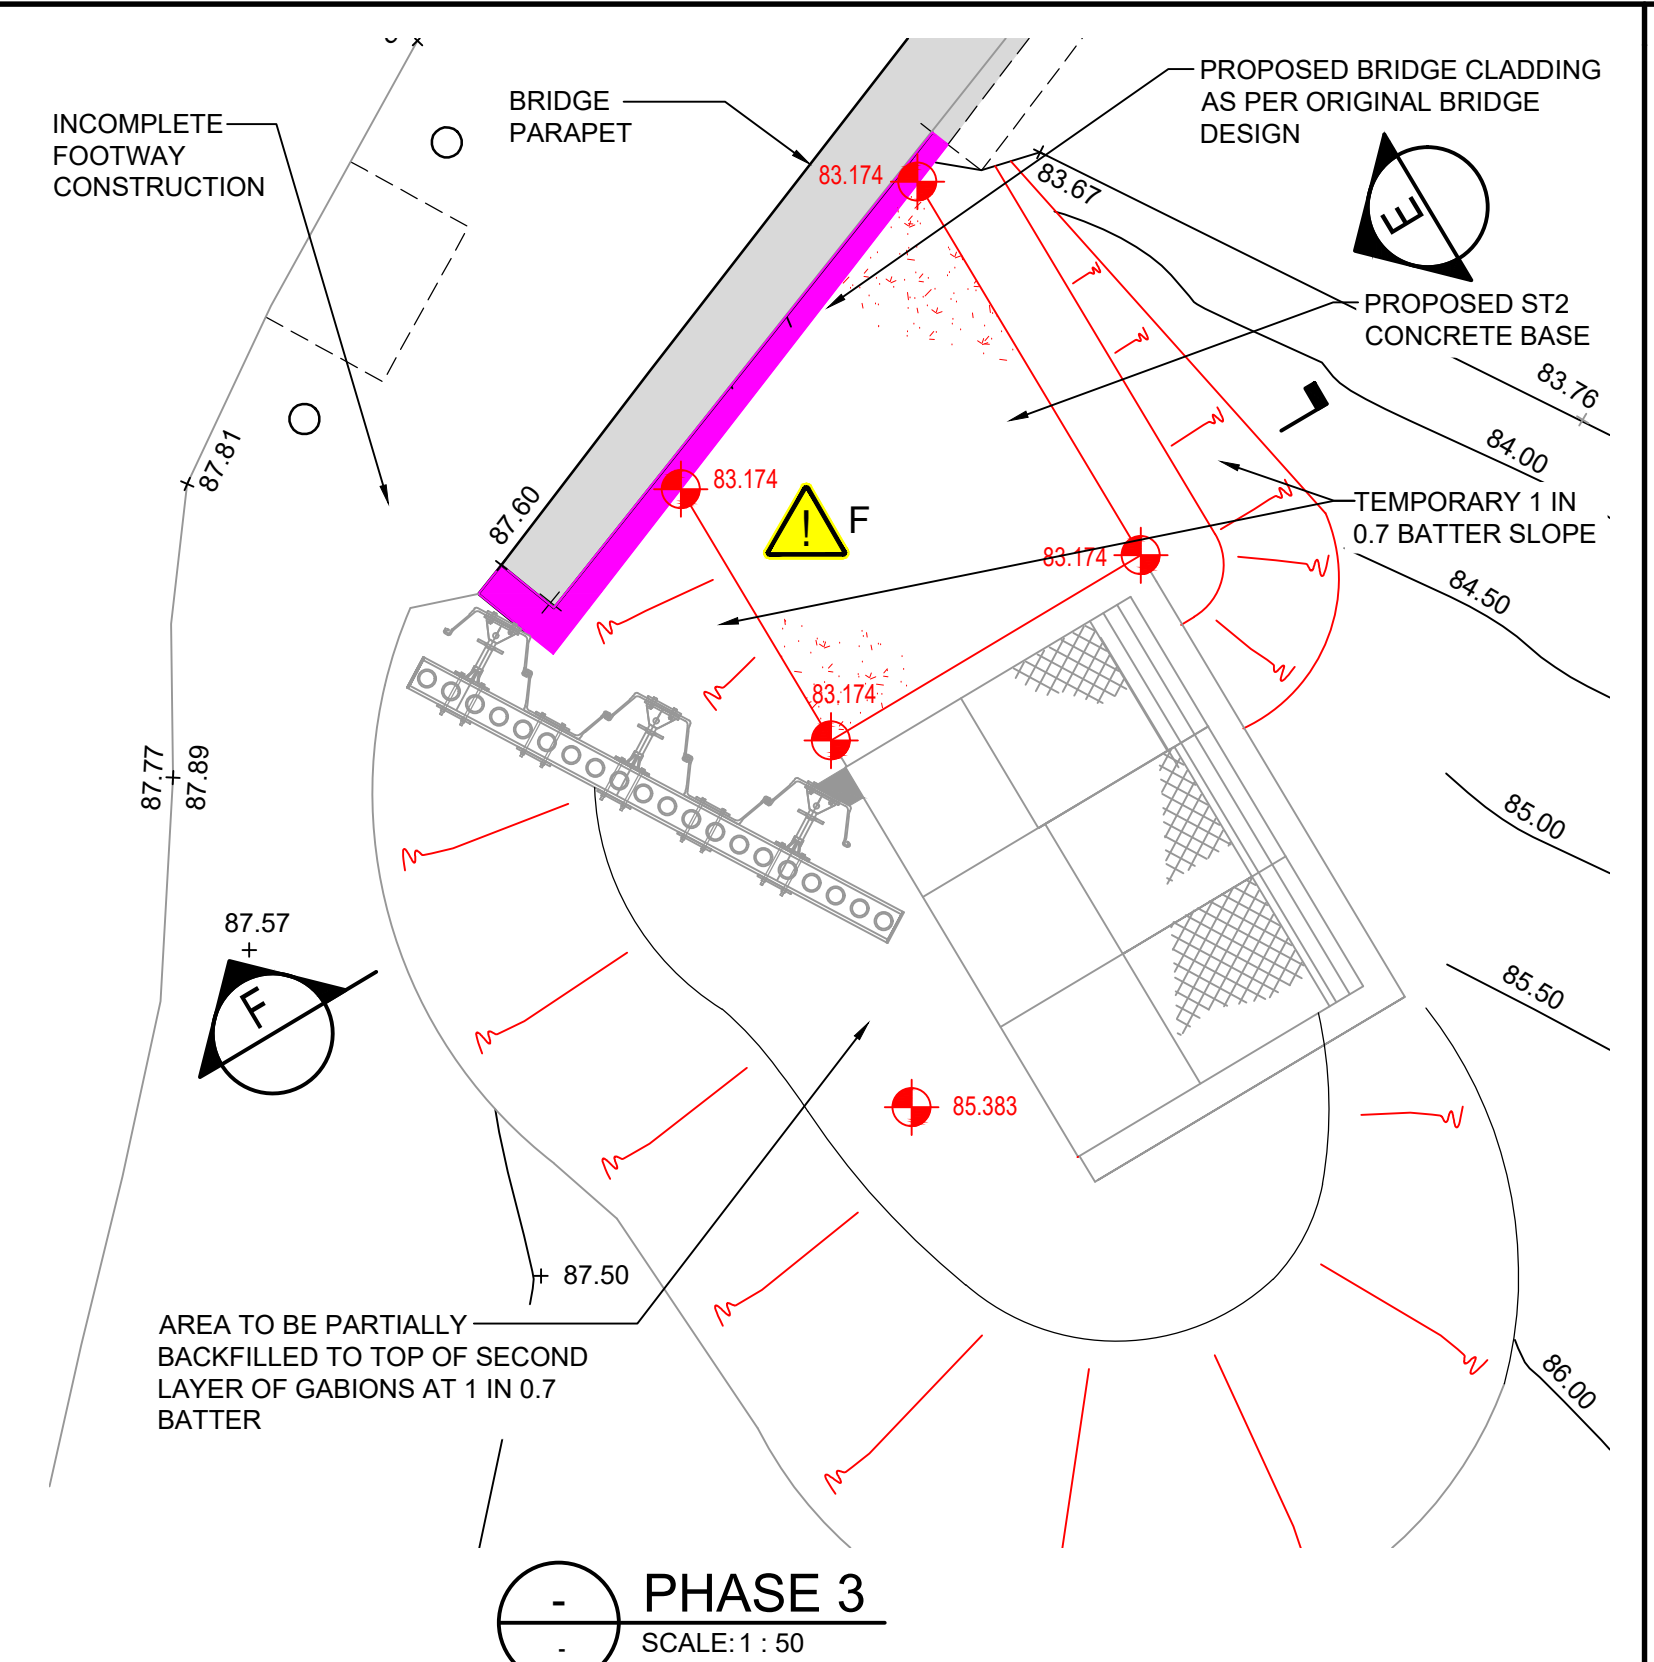 INCOMPLETE
FOOTWAY
CONSTRUCTION
BRIDGE
PARAPET
PROPOSED BRIDGE CLADDING
AS PER ORIGINAL BRIDGE
DESIGN
83.174
83.67
E
PROPOSED ST2
CONCRETE BASE
83.76
84.00
87.81
87.60
83.174
! F
TEMPORARY 1 IN
0.7 BATTER SLOPE
83.174
84.50
83.174
87.77
87.89
85.00
87.57
F
85.50
85.383
87.50
AREA TO BE PARTIALLY
BACKFILLED TO TOP OF SECOND
LAYER OF GABIONS AT 1 IN 0.7
BATTER
86.00
-
-
PHASE 3
SCALE: 1 : 50